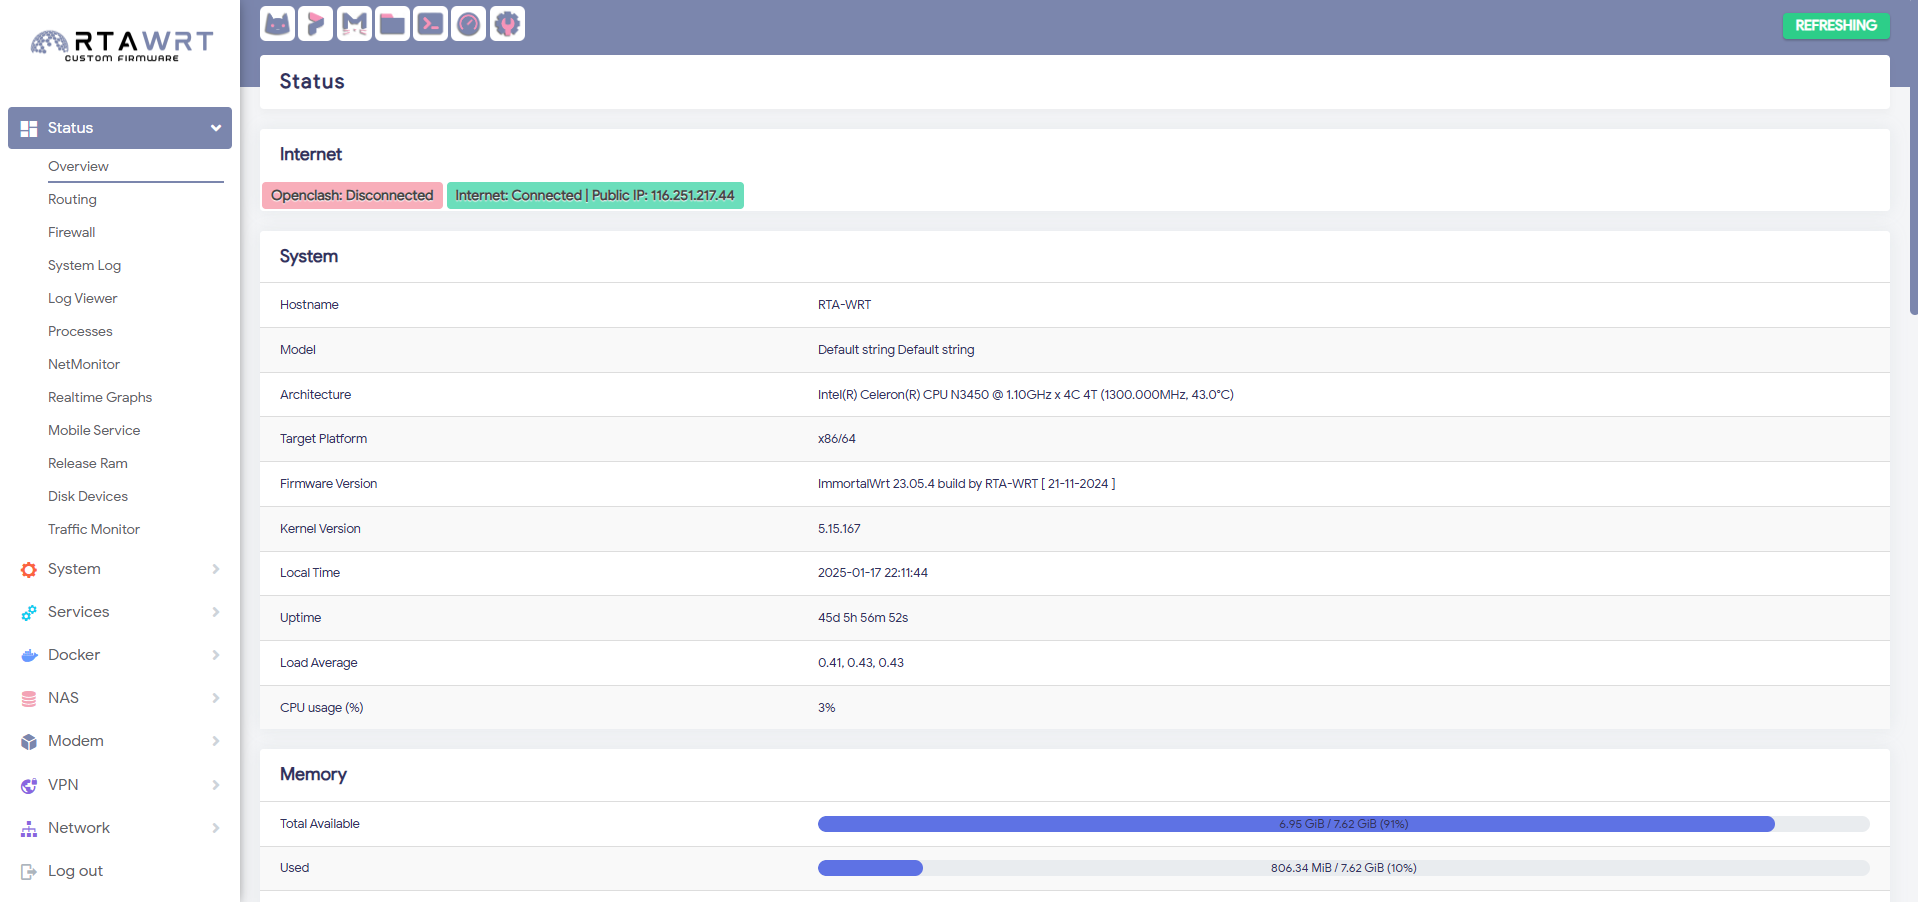 RTAWRT
CUSTOM FIRMWARE
REFRESHING
Status
Overview
Routing
Firewall
System Log
Log Viewer
Processes
NetMonitor
Realtime Graphs
Mobile Service
Release Ram
Disk Devices
Traffic Monitor
System
Services
Docker
NAS
Modem
VPN
Network
Log out
Status
Internet
Openclash: Disconnected Internet: Connected | Public IP: 116.251.217.44
System
Hostname RTA-WRT
Model Default string Default string
Architecture Intel(R) Celeron(R) CPU N3450 @ 1.10GHz x 4C 4T (1300.000MHz, 43.0°C)
Target Platform x86/64
Firmware Version ImmortalWrt 23.05.4 build by RTA-WRT [ 21-11-2024 ]
Kernel Version 5.15.167
Local Time 2025-01-17 22:11:44
Uptime 45d 5h 56m 52s
Load Average 0.41, 0.43, 0.43
CPU usage (%) 3%
Memory
Total Available 6.95 GiB / 7.62 GiB (91%)
Used 806.34 MiB / 7.62 GiB (10%)